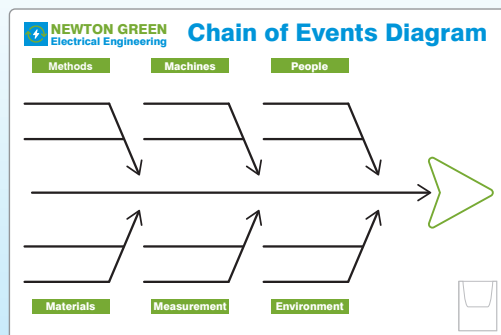 NEWTON GREEN
Electrical Engineering
Chain of Events Diagram
Methods
Machines
People
Materials
Measurement
Environment